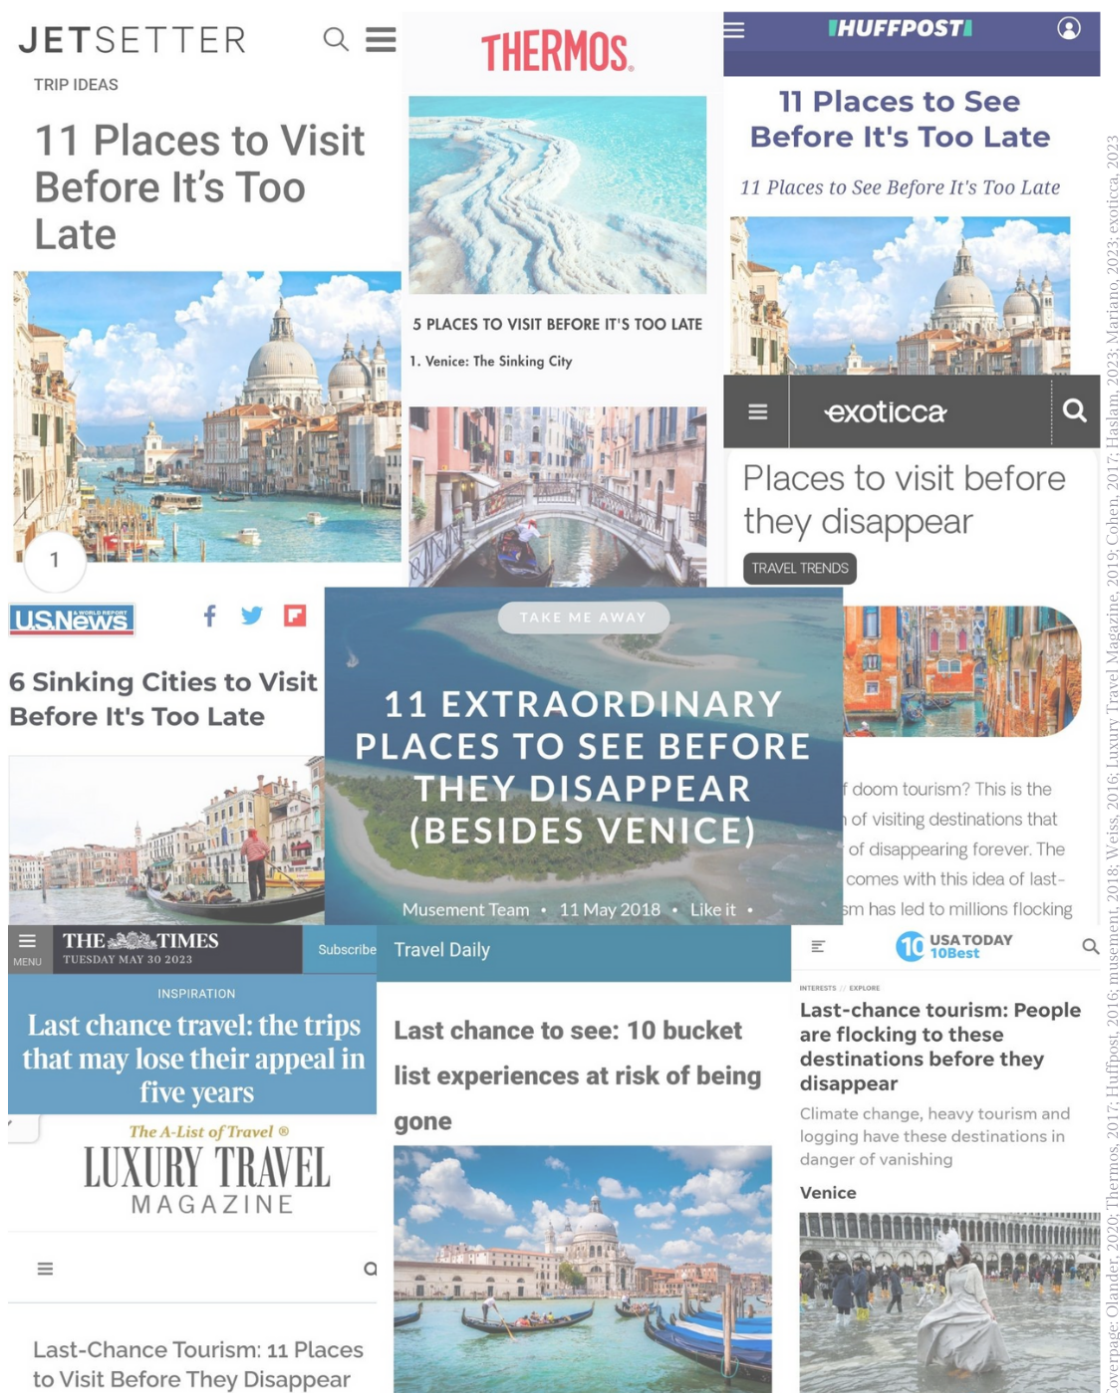 JETSETTER
TRIP IDEAS
11 Places to Visit
Before It’s Too
Late
1
THERMOS®
5 PLACES TO VISIT BEFORE IT'S TOO LATE
1. Venice: The Sinking City
HUFFPOST
11 Places to See
Before It's Too Late
11 Places to See Before It's Too Late
exoticca
Places to visit before
they disappear
TRAVEL TRENDS
f doom tourism? This is the
of visiting destinations that
of disappearing forever. The
comes with this idea of last-
sm has led to millions flocking
U.S.News
& WORLD REPORT
6 Sinking Cities to Visit
Before It's Too Late
TAKE ME AWAY
11 EXTRAORDINARY
PLACES TO SEE BEFORE
THEY DISAPPEAR
(BESIDES VENICE)
Musement Team • 11 May 2018 • Like it •
MENU
THE TIMES
TUESDAY MAY 30 2023
Subscribe
INSPIRATION
Last chance travel: the trips
that may lose their appeal in
five years
The A-List of Travel ®
LUXURY TRAVEL
MAGAZINE
Last-Chance Tourism: 11 Places
to Visit Before They Disappear
Travel Daily
Last chance to see: 10 bucket
list experiences at risk of being
gone
10 USA TODAY
10Best
INTERESTS // EXPLORE
Last-chance tourism: People
are flocking to these
destinations before they
disappear
Climate change, heavy tourism and
logging have these destinations in
danger of vanishing
Venice
overpage: Olander, 2020; Thermos, 2017; Huffpost, 2016; musement, 2018; Weiss, 2016; Luxury Travel Magazine, 2019; Cohen, 2017; Haslam, 2023; Mariano, 2023; exoticca, 2023